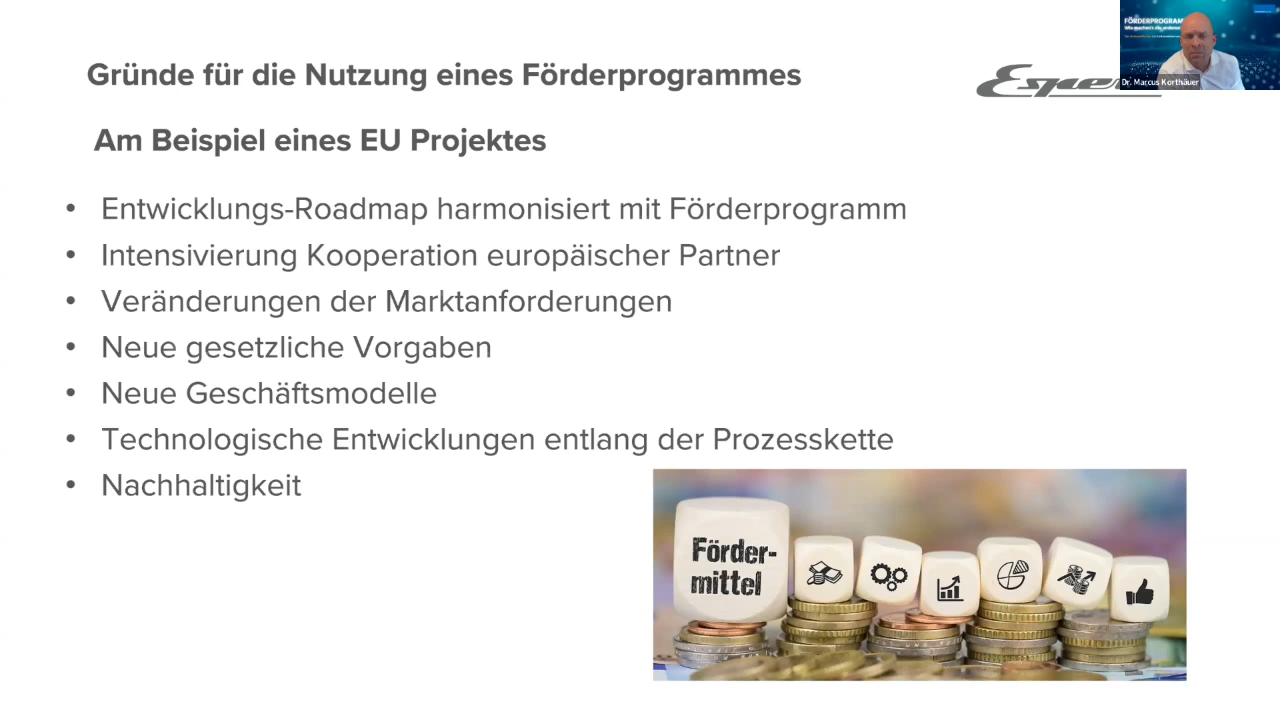 Gründe für die Nutzung eines Förderprogrammes
FÖRDERPROGRAM
Dr. Marcus Korthäuer
Am Beispiel eines EU Projektes
• Entwicklungs-Roadmap harmonisiert mit Förderprogramm
• Intensivierung Kooperation europäischer Partner
• Veränderungen der Marktanforderungen
• Neue gesetzliche Vorgaben
• Neue Geschäftsmodelle
• Technologische Entwicklungen entlang der Prozesskette
• Nachhaltigkeit
Förder-
mittel